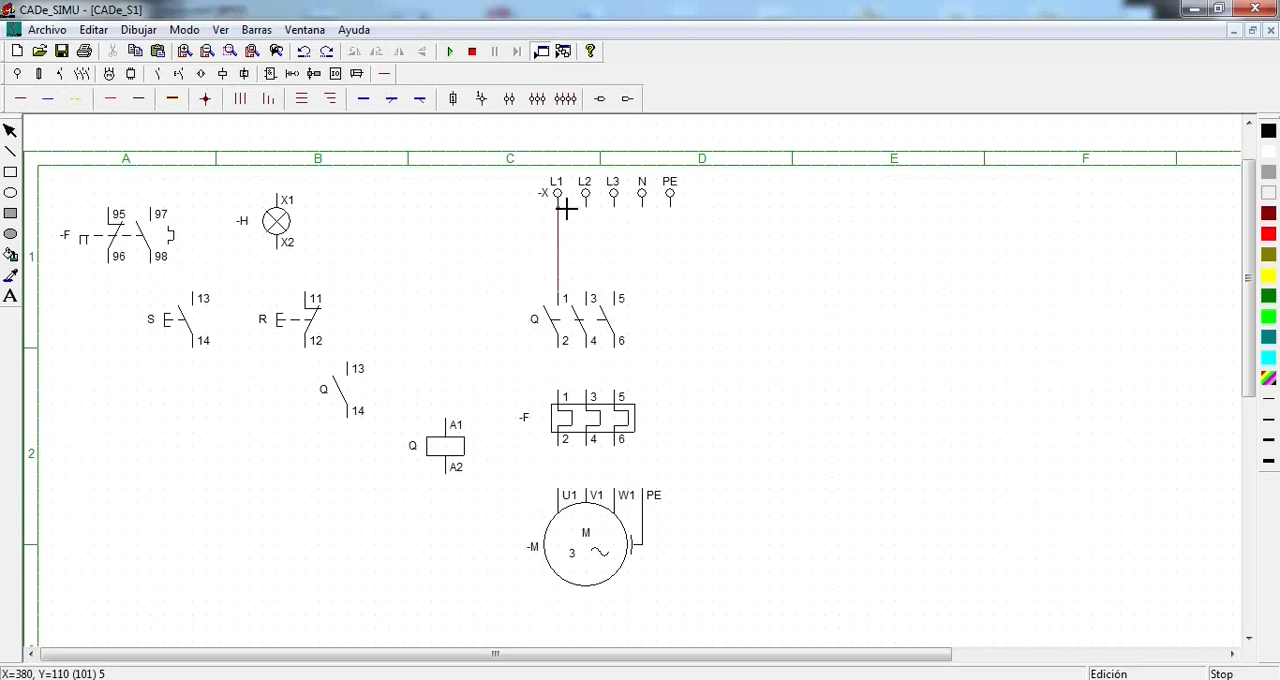 CADe_SIMU - [CADe_S1]
Archivo Editar Dibujar Modo Ver Barras Ventana Ayuda
A B C D E F
L1 L2 L3 N PE
-X
X1
-H
X2
95 97
-F
96 98
1
13
S
14
11
R
12
1 3 5
Q
2 4 6
13
Q
14
1 3 5
-F
2 4 6
A1
Q
A2
2
U1 V1 W1 PE
M
-M
3
X=380, Y=110 (101) 5
Edición
Stop